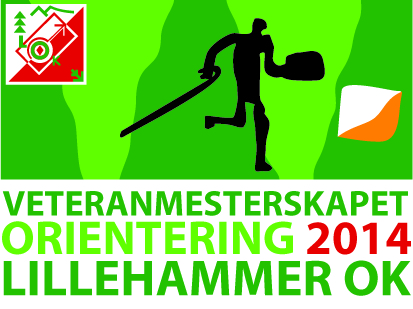 VETERANMESTERSKAPET
ORIENTERING 2014
LILLEHAMMER OK